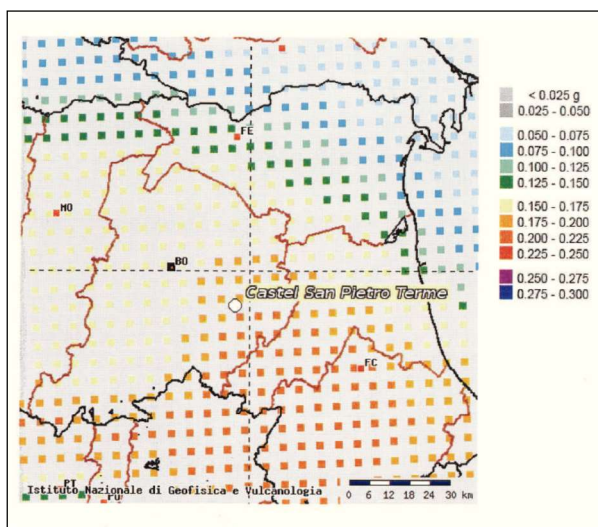 FE
MO
BO
Castel San Pietro Terme
FC
PT
Istituto Nazionale di Geofisica e Vulcanologia
0 6 12 18 24 30 km
< 0.025 g
0.025 - 0.050
0.050 - 0.075
0.075 - 0.100
0.100 - 0.125
0.125 - 0.150
0.150 - 0.175
0.175 - 0.200
0.200 - 0.225
0.225 - 0.250
0.250 - 0.275
0.275 - 0.300